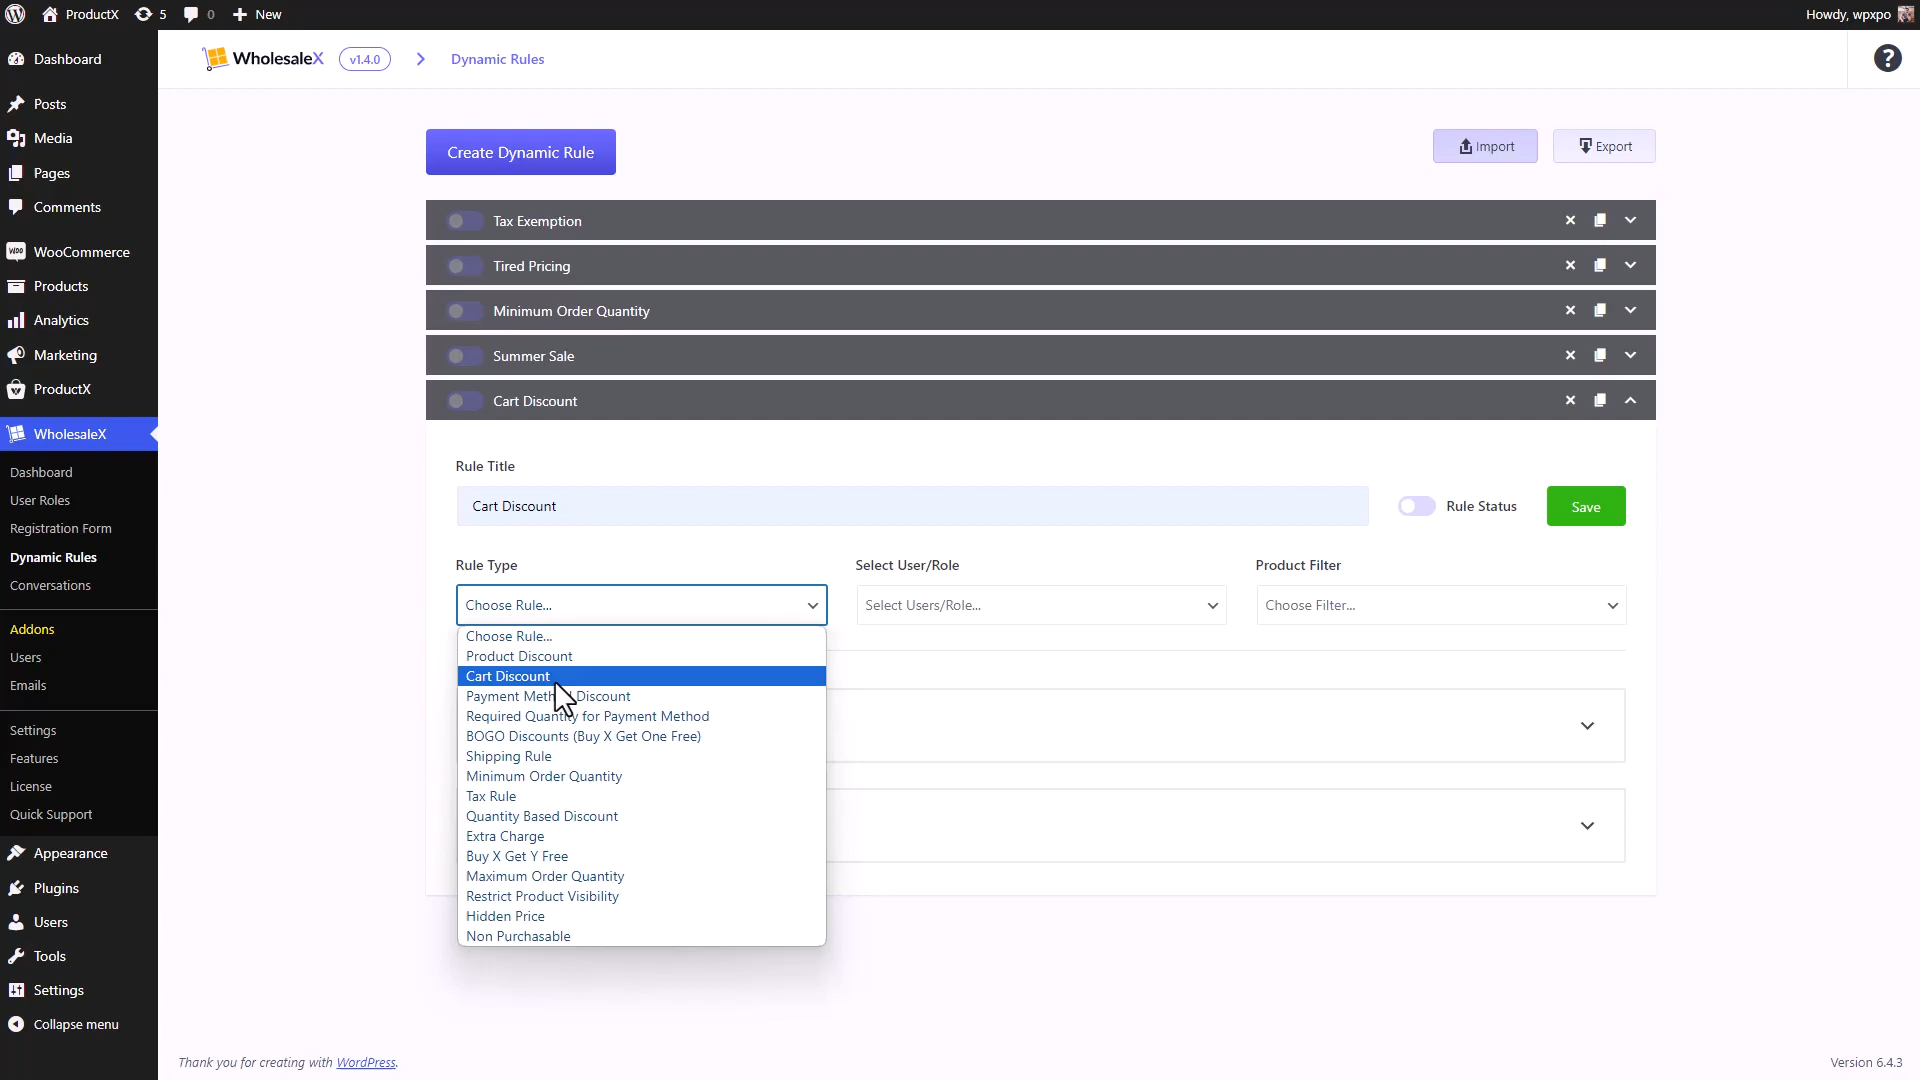 ProductX
5
0
New
Howdy, wpxpo
Dashboard
Posts
Media
Pages
Comments
WooCommerce
Products
Analytics
Marketing
ProductX
WholesaleX
Dashboard
User Roles
Registration Form
Dynamic Rules
Conversations
Addons
Users
Emails
Settings
Features
License
Quick Support
Appearance
Plugins
Users
Tools
Settings
Collapse menu
WholesaleX
v1.4.0
Dynamic Rules
?
Create Dynamic Rule
Import
Export
Tax Exemption
Tired Pricing
Minimum Order Quantity
Summer Sale
Cart Discount
Rule Title
Cart Discount
Rule Status
Save
Rule Type
Select User/Role
Product Filter
Choose Rule...
Select Users/Role...
Choose Filter...
Choose Rule...
Product Discount
Cart Discount
Payment Method Discount
Required Quantity for Payment Method
BOGO Discounts (Buy X Get One Free)
Shipping Rule
Minimum Order Quantity
Tax Rule
Quantity Based Discount
Extra Charge
Buy X Get Y Free
Maximum Order Quantity
Restrict Product Visibility
Hidden Price
Non Purchasable
Thank you for creating with WordPress.
Version 6.4.3